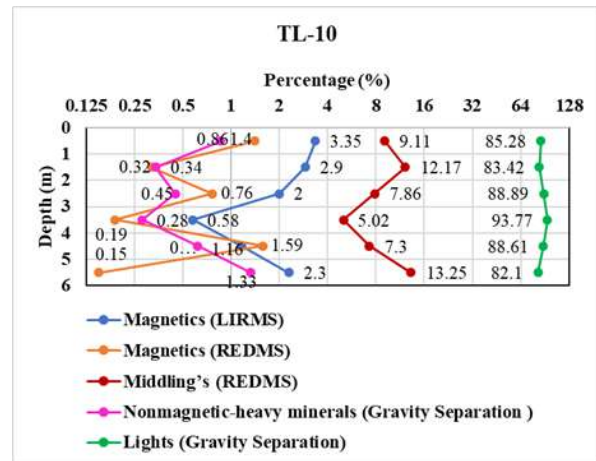 TL-10
Percentage (%)
0.125 0.25 0.5 1 2 4 8 16 32 64 128
Depth (m)
0
0.86 1.4 3.35 9.11 85.28
1
0.32 0.34 2.9 12.17 83.42
2
0.45 0.76 2 7.86 88.89
3
0.28 0.58 5.02 93.77
4
0.19
0.15 0... 1.16 1.59 7.3 88.61
5
1.33 2.3 13.25 82.1
6
Magnetics (LIRMS)
Magnetics (REDMS)
Middling's (REDMS)
Nonmagnetic-heavy minerals (Gravity Separation )
Lights (Gravity Separation)